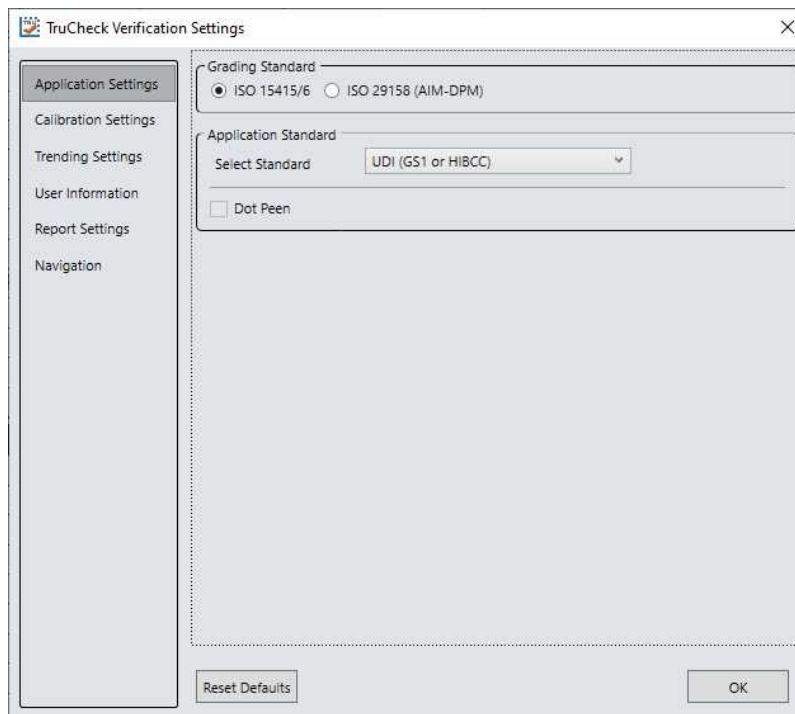 TruCheck Verification Settings
Application Settings
Calibration Settings
Trending Settings
User Information
Report Settings
Navigation
Grading Standard
ISO 15415/6 ISO 29158 (AIM-DPM)
Application Standard
Select Standard UDI (GS1 or HIBCC)
Dot Peen
Reset Defaults OK